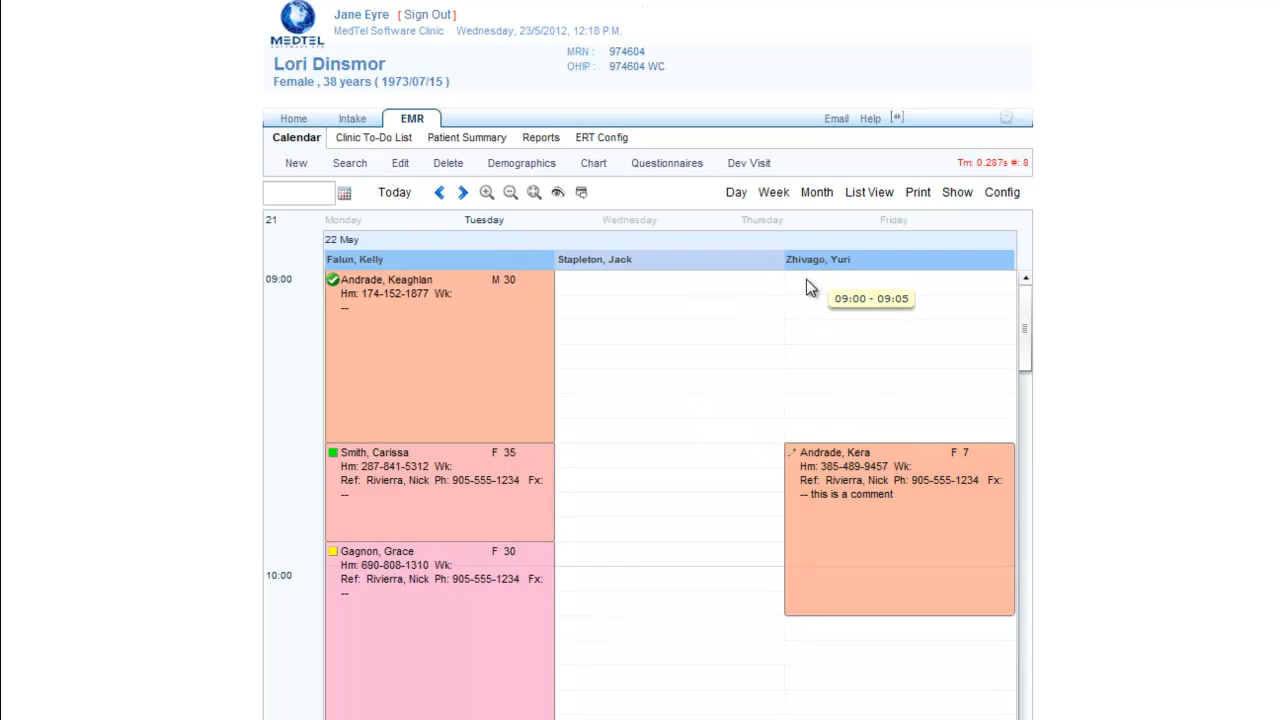 Jane Eyre [ Sign Out ]
MEDTEL
MedTel Software Clinic Wednesday, 23/5/2012, 12:18 P.M.
Lori Dinsmor
Female , 38 years ( 1973/07/15 )
MRN : 974604
OHIP : 974604 WC
Home Intake EMR Email Help
Calendar Clinic To-Do List Patient Summary Reports ERT Config
New Search Edit Delete Demographics Chart Questionnaires Dev Visit Tm: 0.287s #: 8
Today Day Week Month List View Print Show Config
21 Monday Tuesday Wednesday Thursday Friday
22 May
Falun, Kelly Stapleton, Jack Zhivago, Yuri
09:00
Andrade, Keaghlan M 30
Hm: 174-152-1877 Wk:
--
09:00 - 09:05
Smith, Carissa F 35
Hm: 287-841-5312 Wk:
Ref: Rivierra, Nick Ph: 905-555-1234 Fx:
--
Andrade, Kera F 7
Hm: 385-489-9457 Wk:
Ref: Rivierra, Nick Ph: 905-555-1234 Fx:
-- this is a comment
10:00
Gagnon, Grace F 30
Hm: 690-808-1310 Wk:
Ref: Rivierra, Nick Ph: 905-555-1234 Fx:
--